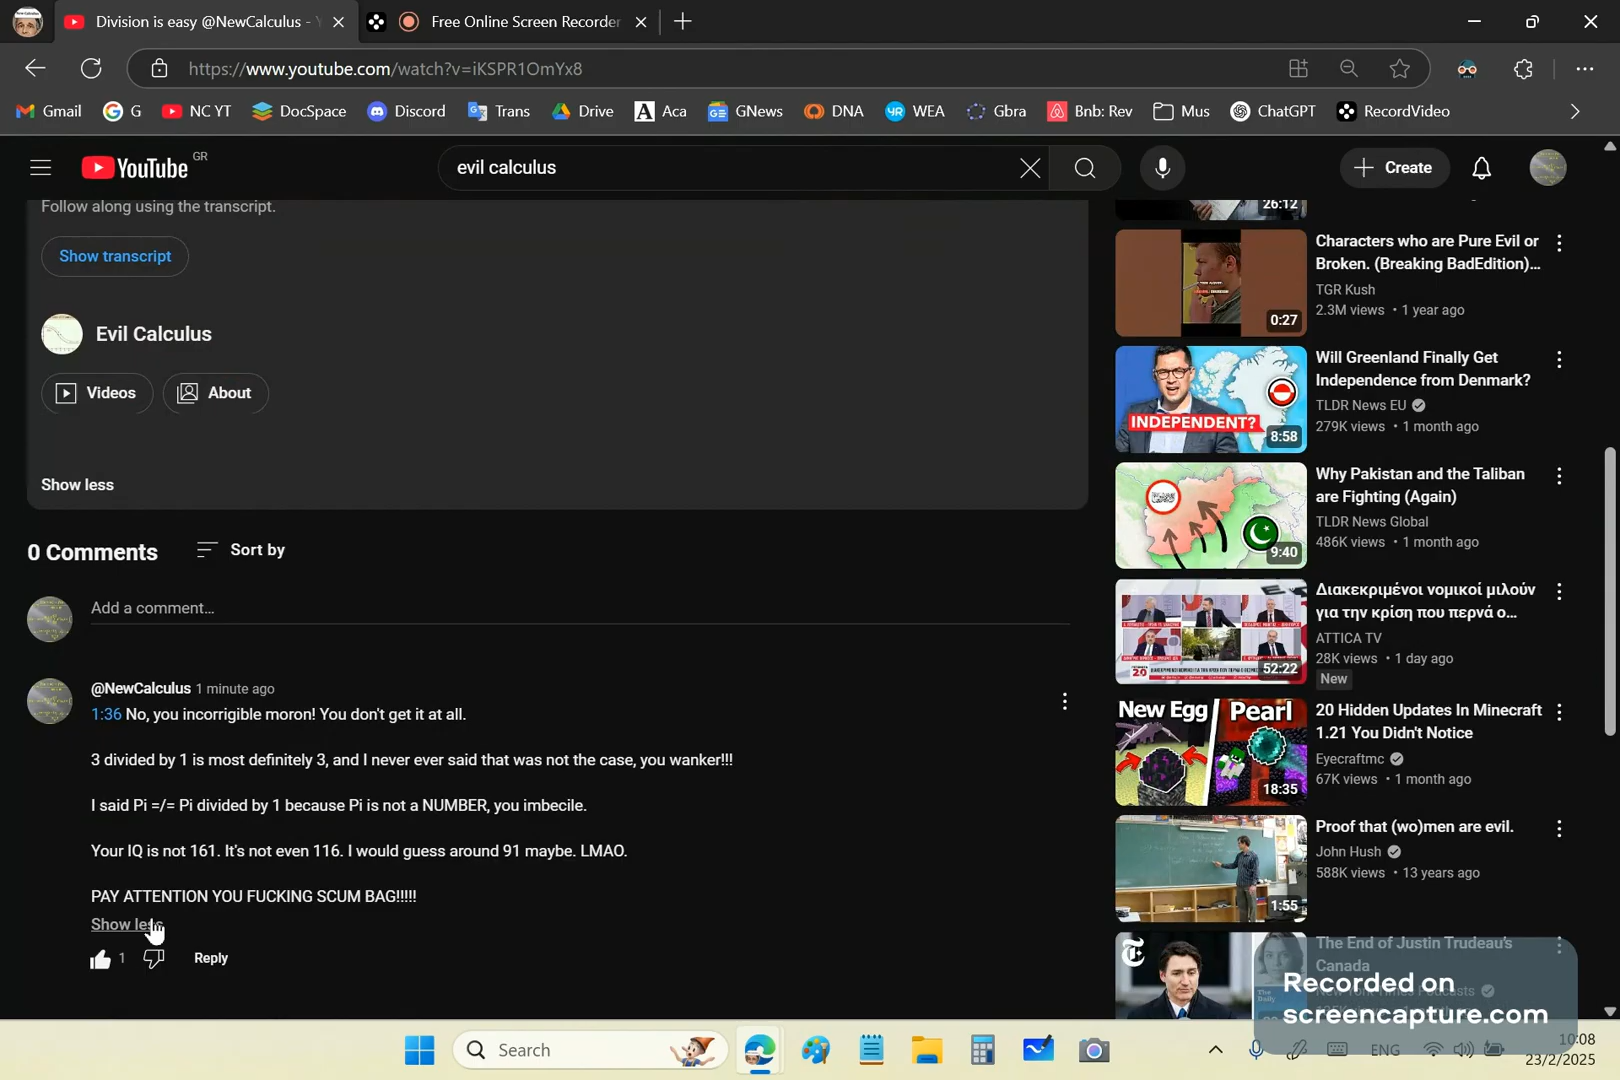 Division is easy @NewCalculus - Y
Free Online Screen Recorder
https://www.youtube.com/watch?v=iKSPR1OmYx8
Gmail
G
NC YT
DocSpace
Discord
Trans
Drive
Aca
GNews
DNA
WEA
Gbra
Bnb: Rev
Mus
ChatGPT
RecordVideo
YouTube GR
evil calculus
Create
Follow along using the transcript.
Show transcript
Evil Calculus
Videos
About
Show less
0 Comments
Sort by
Add a comment...
@NewCalculus 1 minute ago
1:36 No, you incorrigible moron! You don't get it at all.
3 divided by 1 is most definitely 3, and I never ever said that was not the case, you wanker!!!
I said Pi =/= Pi divided by 1 because Pi is not a NUMBER, you imbecile.
Your IQ is not 161. It's not even 116. I would guess around 91 maybe. LMAO.
PAY ATTENTION YOU FUCKING SCUM BAG!!!!!
Show less
1
Reply
26:12
Characters who are Pure Evil or
Broken. (Breaking BadEdition)...
TGR Kush
2.3M views • 1 year ago
0:27
Will Greenland Finally Get
Independence from Denmark?
TLDR News EU
279K views • 1 month ago
INDEPENDENT?
8:58
Why Pakistan and the Taliban
are Fighting (Again)
TLDR News Global
486K views • 1 month ago
9:40
Διακεκριμένοι νομικοί μιλούν
για την κρίση που περνά ο...
ATTICA TV
28K views • 1 day ago
New
20
52:22
20 Hidden Updates In Minecraft
1.21 You Didn't Notice
Eyecraftmc
67K views • 1 month ago
New Egg
Pearl
18:35
Proof that (wo)men are evil.
John Hush
588K views • 13 years ago
1:55
The End of Justin Trudeau's
Canada
Recorded on
screencapture.com
Search
ENG
10:08
23/2/2025